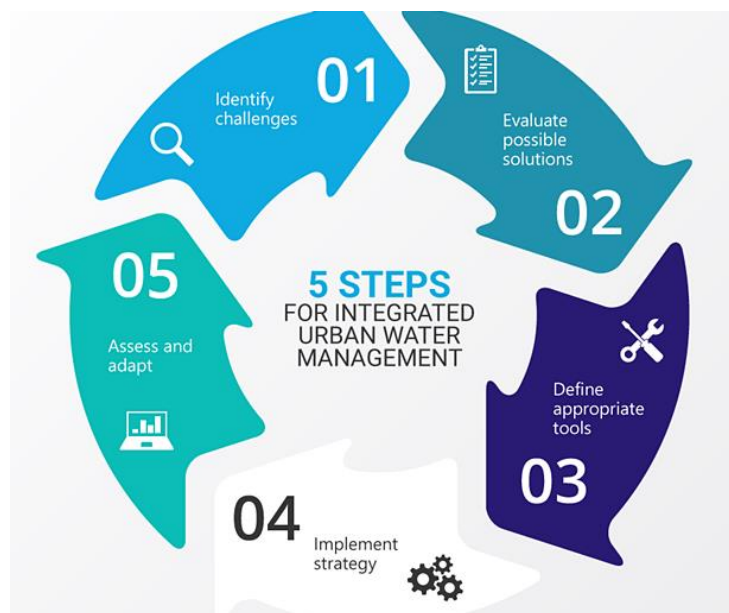 01
Identify
challenges
Evaluate
possible
solutions
02
Define
appropriate
tools
03
04
Implement
strategy
05
Assess and
adapt
5 STEPS
FOR INTEGRATED
URBAN WATER
MANAGEMENT